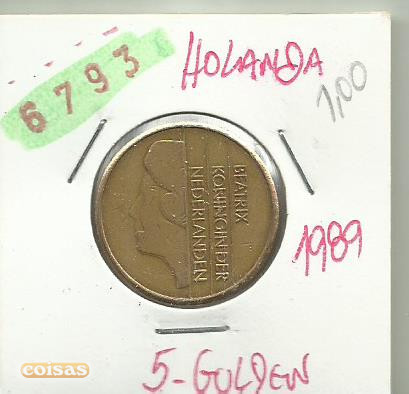 6793
HOLANDA
1,00
BEATRIX
KONINGIN DER
NEDERLANDEN
1989
5-GULDEN
coisas